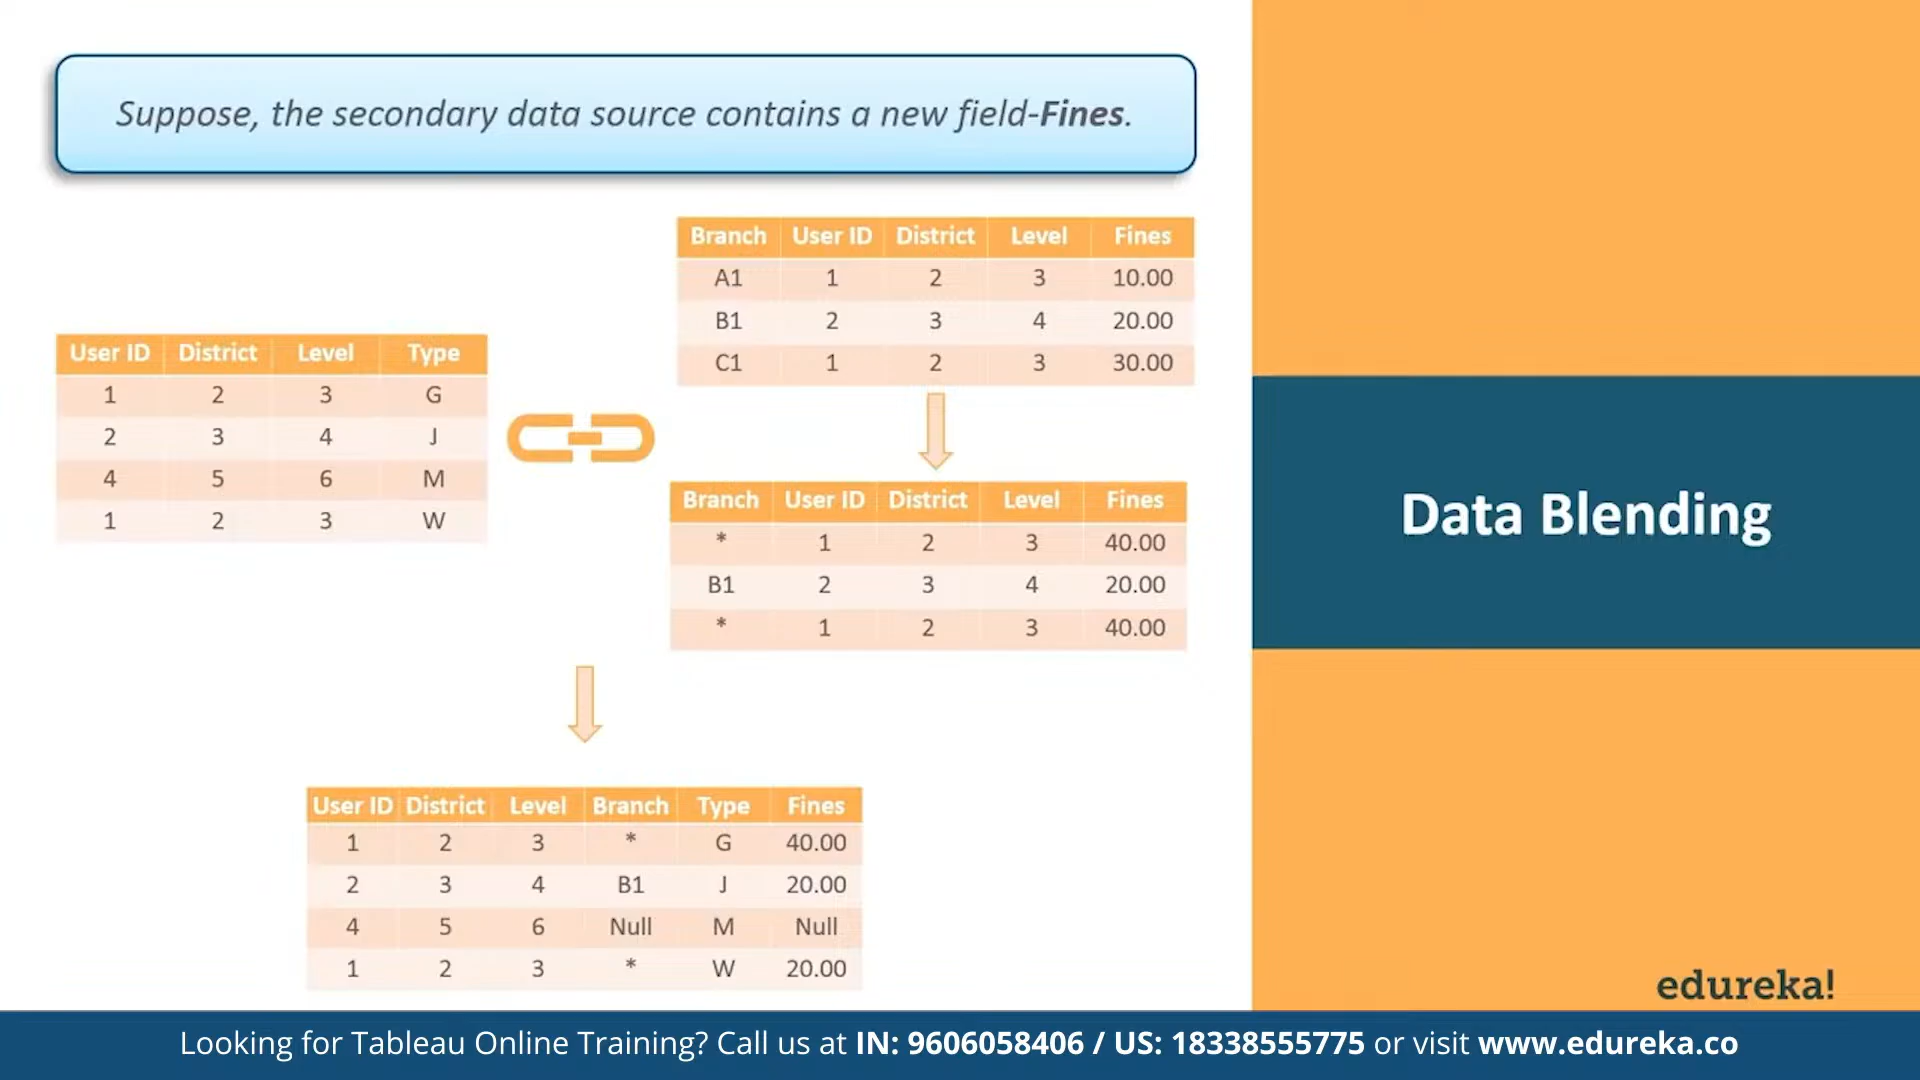 Suppose, the secondary data source contains a new field-Fines.
Branch User ID District Level Fines
A1 1 2 3 10.00
B1 2 3 4 20.00
C1 1 2 3 30.00
User ID District Level Type
1 2 3 G
2 3 4 J
4 5 6 M
1 2 3 W
Branch User ID District Level Fines
* 1 2 3 40.00
B1 2 3 4 20.00
* 1 2 3 40.00
User ID District Level Branch Type Fines
1 2 3 * G 40.00
2 3 4 B1 J 20.00
4 5 6 Null M Null
1 2 3 * W 20.00
Data Blending
edureka!
Looking for Tableau Online Training? Call us at IN: 9606058406 / US: 18338555775 or visit www.edureka.co